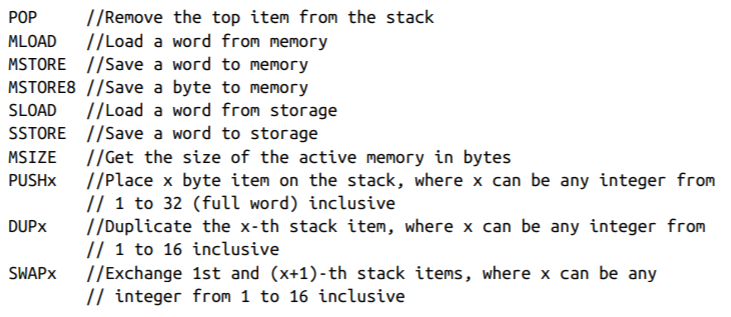 POP     //Remove the top item from the stack
MLOAD   //Load a word from memory
MSTORE  //Save a word to memory
MSTORE8 //Save a byte to memory
SLOAD   //Load a word from storage
SSTORE  //Save a word to storage
MSIZE   //Get the size of the active memory in bytes
PUSHx   //Place x byte item on the stack, where x can be any integer from
        // 1 to 32 (full word) inclusive
DUPx    //Duplicate the x-th stack item, where x can be any integer from
        // 1 to 16 inclusive
SWAPx   //Exchange 1st and (x+1)-th stack items, where x can be any
        // integer from 1 to 16 inclusive